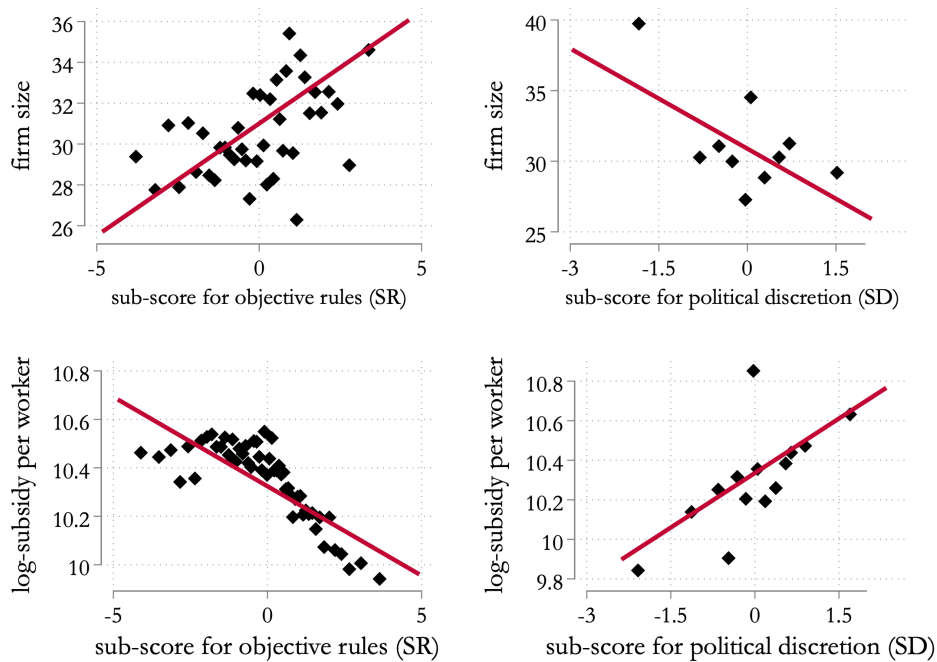 firm size
36
34
32
30
28
26
-5 0 5
sub-score for objective rules (SR)
firm size
40
35
30
25
-3 -1.5 0 1.5
sub-score for political discretion (SD)
log-subsidy per worker
10.8
10.6
10.4
10.2
10
-5 0 5
sub-score for objective rules (SR)
log-subsidy per worker
10.8
10.6
10.4
10.2
10
9.8
-3 -1.5 0 1.5
sub-score for political discretion (SD)